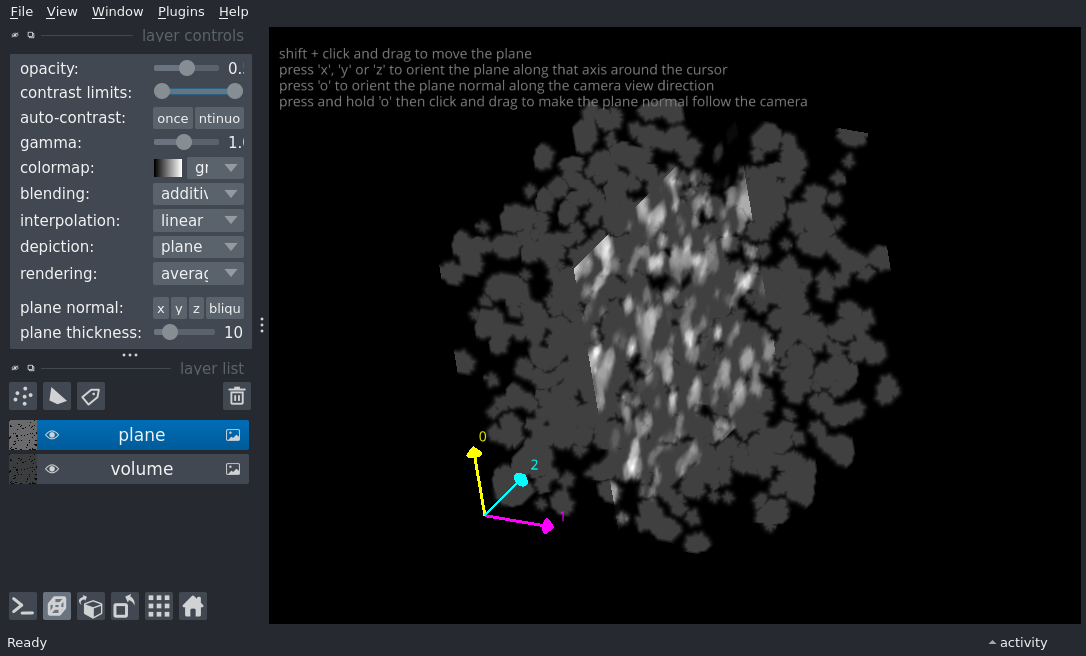 File View Window Plugins Help
layer controls
opacity: 0.
contrast limits:
auto-contrast: once ntinuo
gamma: 1.
colormap: gr
blending: additiv
interpolation: linear
depiction: plane
rendering: averag
plane normal: x y z bliqu
plane thickness: 10
layer list
plane
volume
shift + click and drag to move the plane
press 'x', 'y' or 'z' to orient the plane along that axis around the cursor
press 'o' to orient the plane normal along the camera view direction
press and hold 'o' then click and drag to make the plane normal follow the camera
0
2
1
Ready
activity